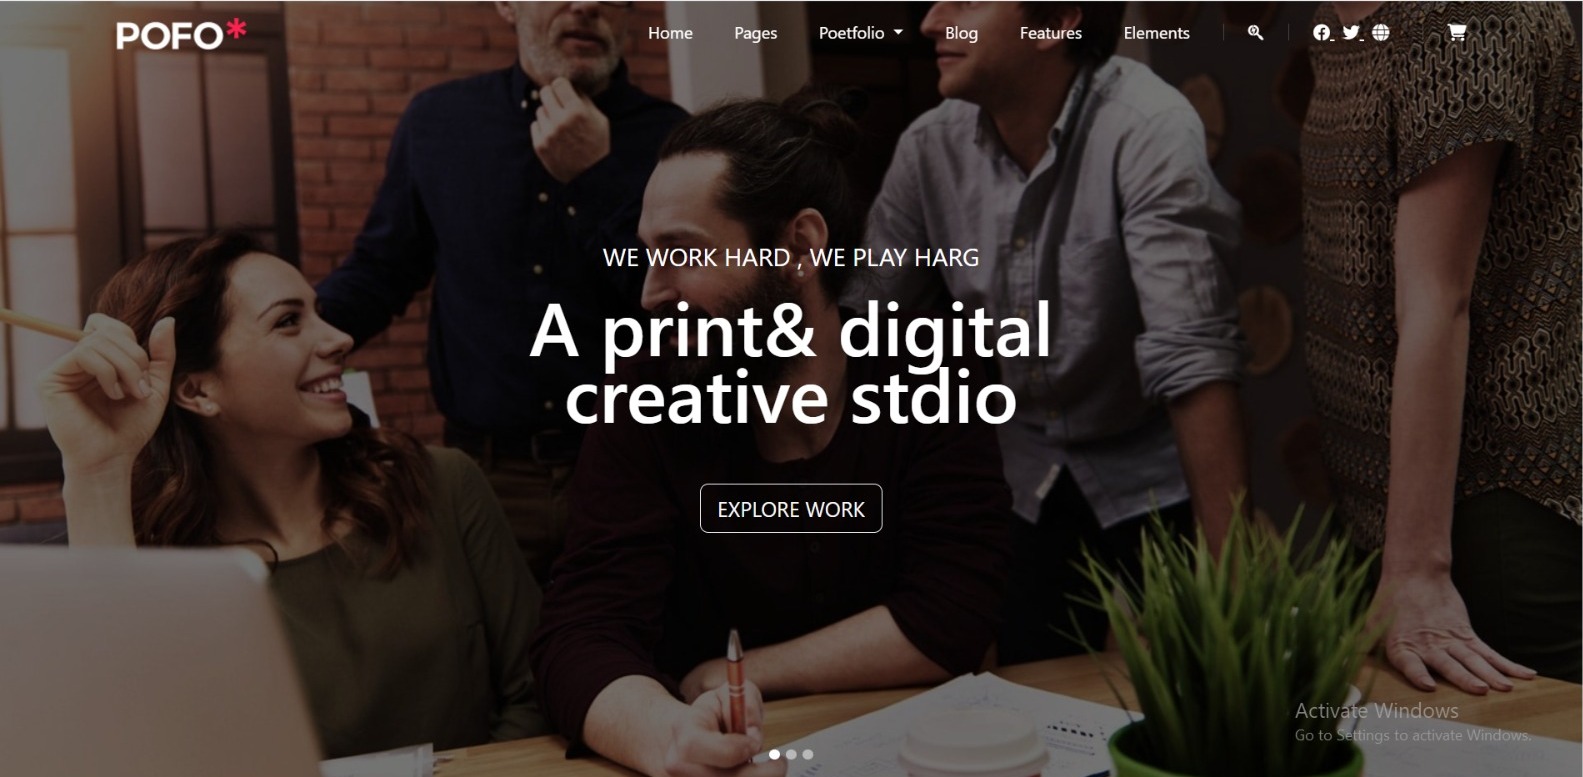 POFO*
Home Pages Poetfolio Blog Features Elements
WE WORK HARD , WE PLAY HARG
A print& digital
creative stdio
EXPLORE WORK
Activate Windows
Go to Settings to activate Windows.